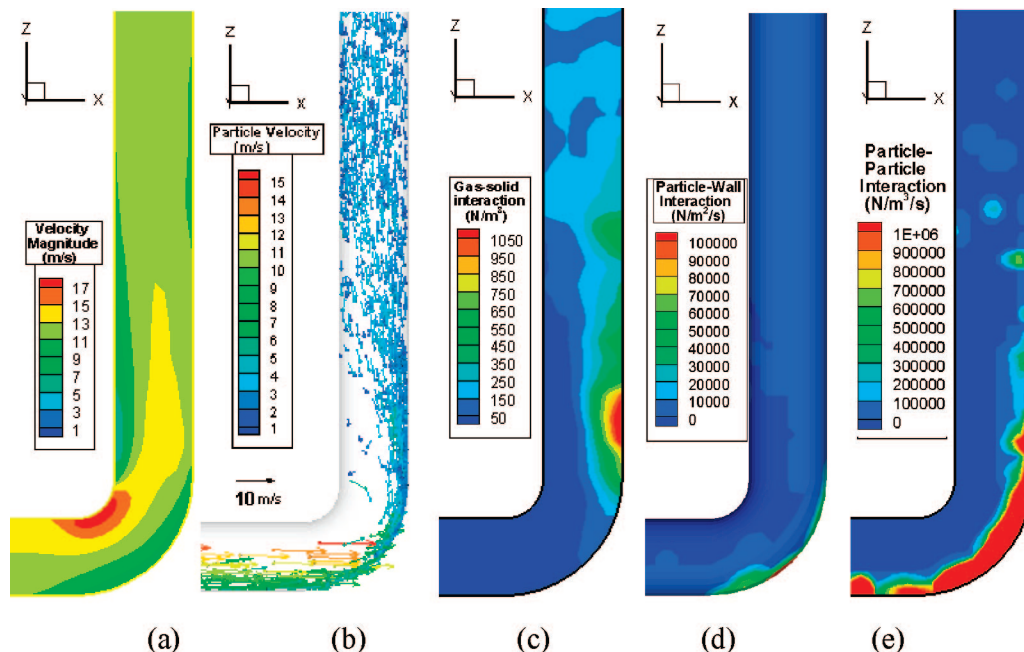 Z
X
Velocity
Magnitude
(m/s)
17
15
13
11
9
7
5
3
1
(a)
Z
X
Particle Velocity
(m/s)
15
14
13
12
11
10
9
8
7
6
5
4
3
2
1
10 m/s
(b)
Z
X
Gas-solid
interaction
(N/m³)
1050
950
850
750
650
550
450
350
250
150
50
(c)
Z
X
Particle-Wall
Interaction
(N/m²/s)
100000
90000
80000
70000
60000
50000
40000
30000
20000
10000
0
(d)
Z
X
Particle-
Particle
Interaction
(N/m³/s)
1E+06
900000
800000
700000
600000
500000
400000
300000
200000
100000
0
(e)